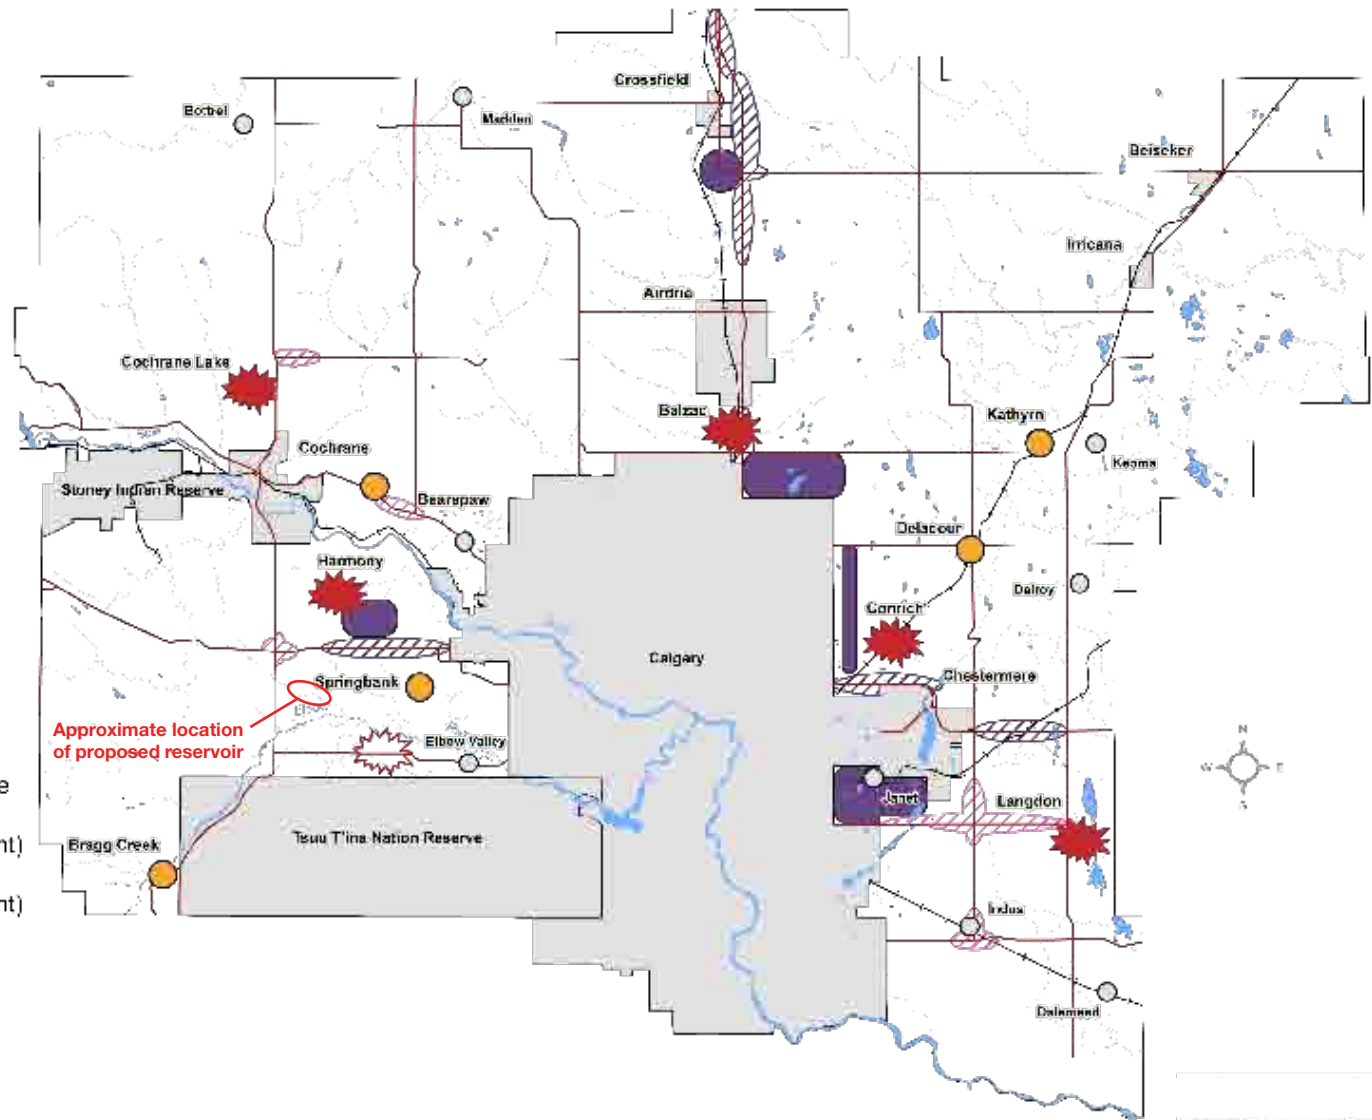 Crossfield
Bottrel
Madden
Beiseker
Irricana
Airdrie
Cochrane Lake
Balzac
Kathyrn
Cochrane
Keoma
Stoney Indian Reserve
Bearspaw
Delacour
Harmony
Dalroy
Conrich
Calgary
Chestermere
Springbank
Approximate location
of proposed reservoir
Elbow Valley
N
W
E
S
e
Janet
Langdon
Tsuu T'ina Nation Reserve
nt)
Bragg Creek
nt)
Indus
Dalemead